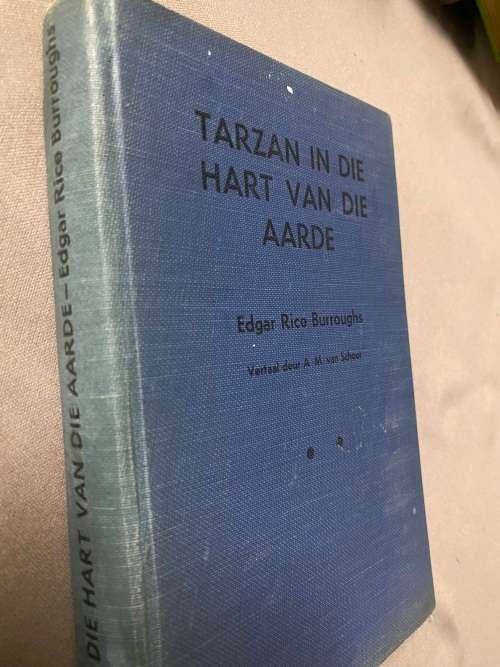 TARZAN IN DIE
HART VAN DIE
AARDE
Edgar Rice Burroughs
Vertaal deur A. M. van Schoor
DIE HART VAN DIE AARDE—Edgar Rice Burroughs